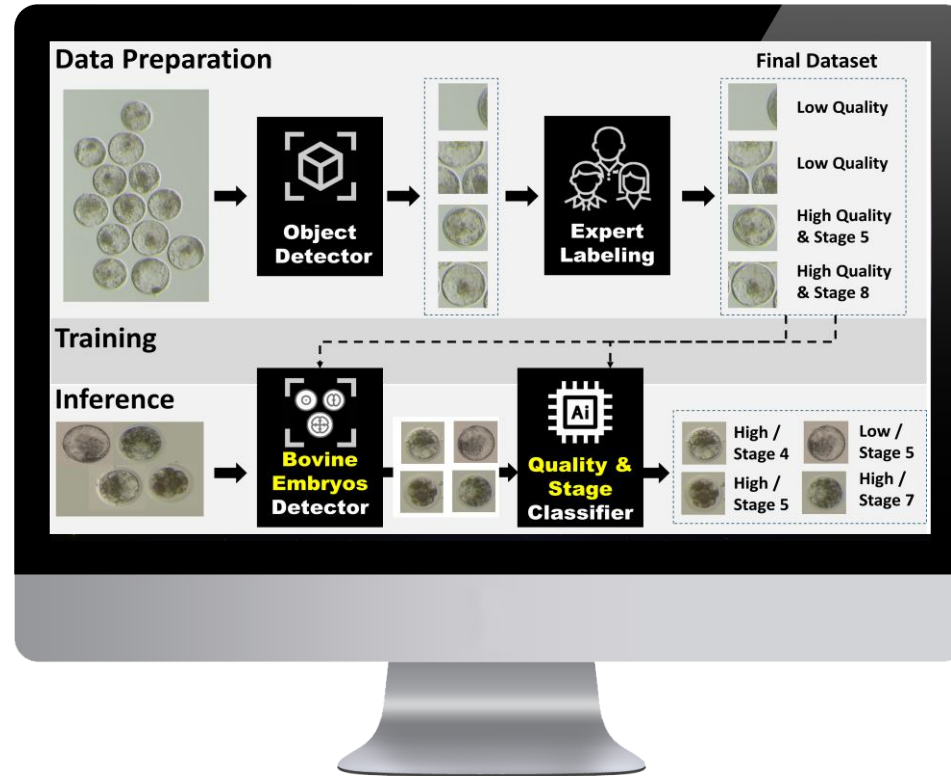 Data Preparation
Final Dataset
Object
Detector
Expert
Labeling
Low Quality
Low Quality
High Quality
& Stage 5
High Quality
& Stage 8
Training
Inference
Bovine
Embryos
Detector
Ai
Quality &
Stage
Classifier
High /
Stage 4
Low /
Stage 5
High /
Stage 5
High /
Stage 7